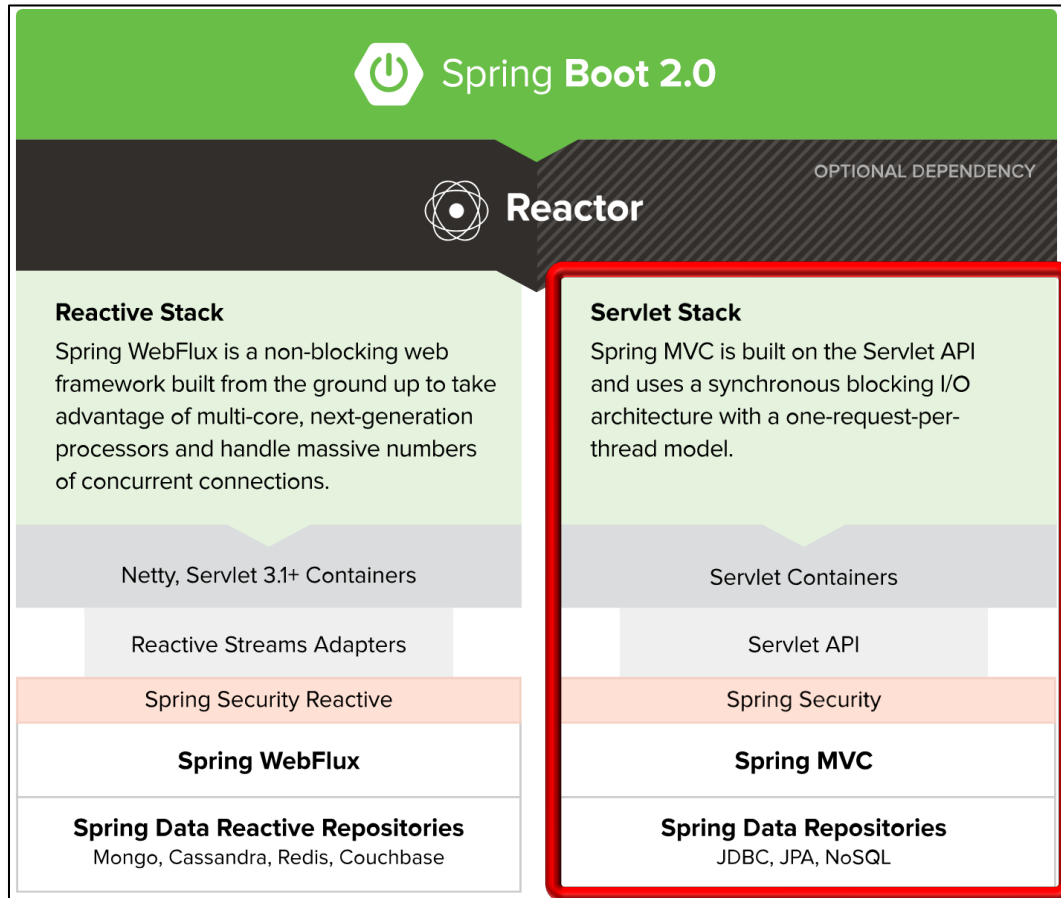 Spring Boot 2.0
OPTIONAL DEPENDENCY
Reactor
Reactive Stack
Spring WebFlux is a non-blocking web
framework built from the ground up to take
advantage of multi-core, next-generation
processors and handle massive numbers
of concurrent connections.
Netty, Servlet 3.1+ Containers
Reactive Streams Adapters
Spring Security Reactive
Spring WebFlux
Spring Data Reactive Repositories
Mongo, Cassandra, Redis, Couchbase
Servlet Stack
Spring MVC is built on the Servlet API
and uses a synchronous blocking I/O
architecture with a one-request-per-
thread model.
Servlet Containers
Servlet API
Spring Security
Spring MVC
Spring Data Repositories
JDBC, JPA, NoSQL